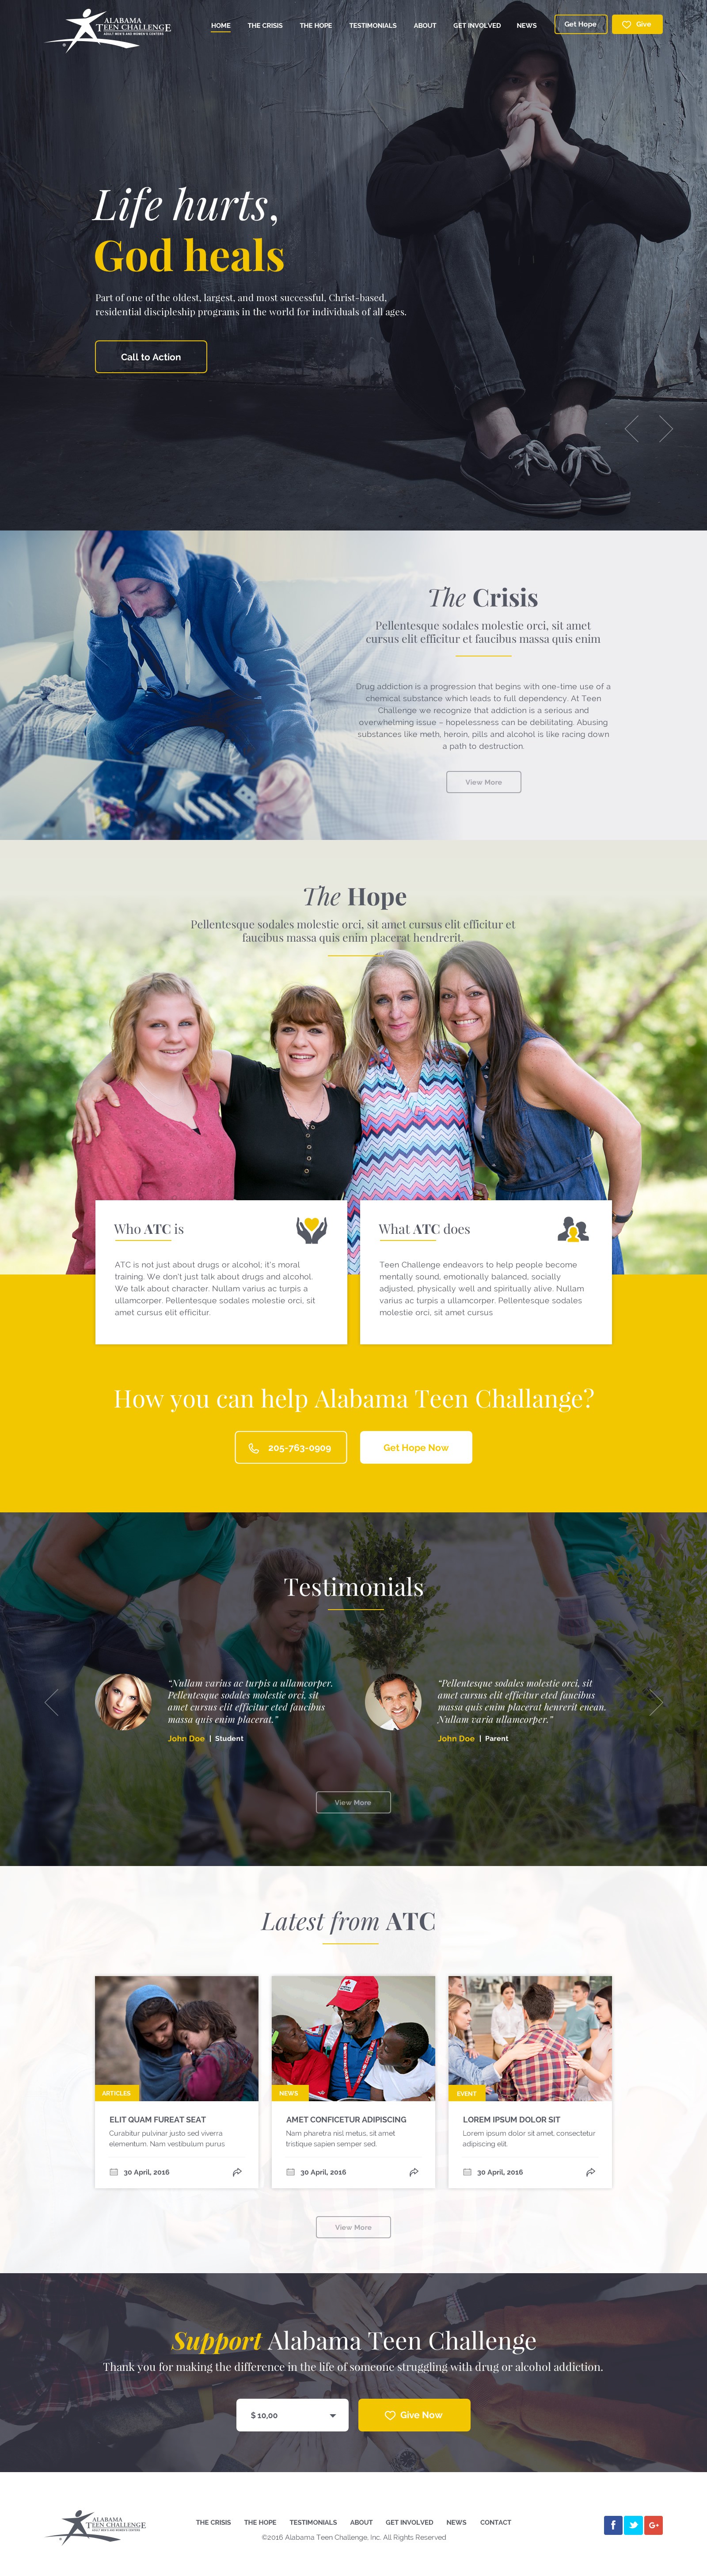 ALABAMA
TEEN CHALLENGE
ADULT MEN'S AND WOMEN'S CENTERS
HOME THE CRISIS THE HOPE TESTIMONIALS ABOUT GET INVOLVED NEWS Get Hope Give
Life hurts,
God heals
Part of one of the oldest, largest, and most successful, Christ-based,
residential discipleship programs in the world for individuals of all ages.
Call to Action
The Crisis
Pellentesque sodales molestie orci, sit amet
cursus elit efficitur et faucibus massa quis enim
Drug addiction is a progression that begins with one-time use of a
chemical substance which leads to full dependency. At Teen
Challenge we recognize that addiction is a serious and
overwhelming issue – hopelessness can be debilitating. Abusing
substances like meth, heroin, pills and alcohol is like racing down
a path to destruction.
View More
The Hope
Pellentesque sodales molestie orci, sit amet cursus elit efficitur et
faucibus massa quis enim placerat hendrerit.
Who ATC is
ATC is not just about drugs or alcohol; it's moral
training. We don't just talk about drugs and alcohol.
We talk about character. Nullam varius ac turpis a
ullamcorper. Pellentesque sodales molestie orci, sit
amet cursus elit efficitur.
What ATC does
Teen Challenge endeavors to help people become
mentally sound, emotionally balanced, socially
adjusted, physically well and spiritually alive. Nullam
varius ac turpis a ullamcorper. Pellentesque sodales
molestie orci, sit amet cursus
How you can help Alabama Teen Challange?
205-763-0909
Get Hope Now
Testimonials
“Nullam varius ac turpis a ullamcorper.
Pellentesque sodales molestie orci, sit
amet cursus elit efficitur et faucibus
massa quis enim placerat.”
John Doe | Student
“Pellentesque sodales molestie orci, sit
amet cursus elit efficitur eted faucibus
massa quis enim placerat henrerit enean.
Nullam varia ullamcorper.”
John Doe | Parent
View More
Latest from ATC
ARTICLES
ELIT QUAM FUREAT SEAT
Curabitur pulvinar justo sed viverra
elementum. Nam vestibulum purus
30 April, 2016
NEWS
AMET CONFICETUR ADIPISCING
Nam pharetra nisl metus, sit amet
tristique sapien semper sed.
30 April, 2016
EVENT
LOREM IPSUM DOLOR SIT
Lorem ipsum dolor sit amet, consectetur
adipiscing elit.
30 April, 2016
View More
Support Alabama Teen Challenge
Thank you for making the difference in the life of someone struggling with drug or alcohol addiction.
$ 10,00
Give Now
ALABAMA
TEEN CHALLENGE
ADULT MEN'S AND WOMEN'S CENTERS
THE CRISIS THE HOPE TESTIMONIALS ABOUT GET INVOLVED NEWS CONTACT
©2016 Alabama Teen Challenge, Inc. All Rights Reserved
f
G+